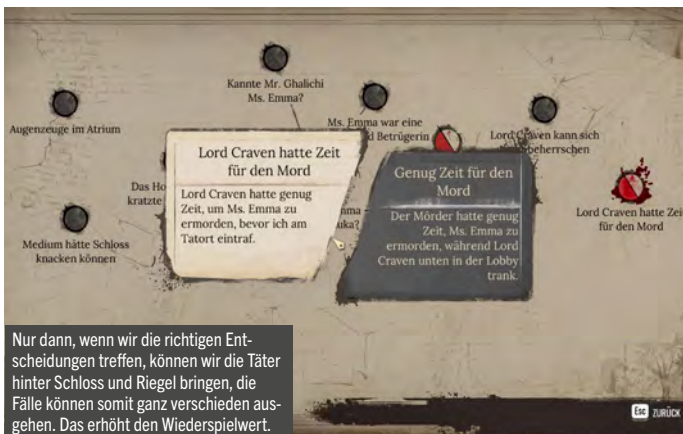 Kannte Mr. Ghalichi
Ms. Emma?
Augenzeuge im Atrium
Ms. Emma war eine
Betrügerin
Lord Craven kann sich
beherrschen
Lord Craven hatte Zeit
für den Mord
Lord Craven hatte genug
Zeit, um Ms. Emma zu
ermorden, bevor ich am
Tatort eintraf.
Genug Zeit für den
Mord
Der Mörder hatte genug
Zeit, Ms. Emma zu
ermorden, während Lord
Craven unten in der Lobby
trank.
Das Ho
kratzte
Lord Craven hatte Zei
für den Mord
Medium hätte Schloss
knacken können
Nur dann, wenn wir die richtigen Ent-
scheidungen treffen, können wir die Täter
hinter Schloss und Riegel bringen, die
Fälle können somit ganz verschieden aus-
gehen. Das erhöht den Wiederspielwert.
Esc ZURÜCK